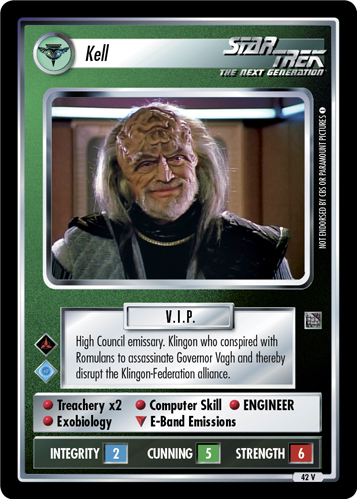 Kell
STAR TREK
THE NEXT GENERATION
NOT ENDORSED BY CBS OR PARAMOUNT PICTURES
V.I.P.
High Council emissary. Klingon who conspired with
Romulans to assassinate Governor Vagh and thereby
disrupt the Klingon-Federation alliance.
Treachery x2 Computer Skill ENGINEER
Exobiology E-Band Emissions
INTEGRITY 2 CUNNING 5 STRENGTH 6
42 V